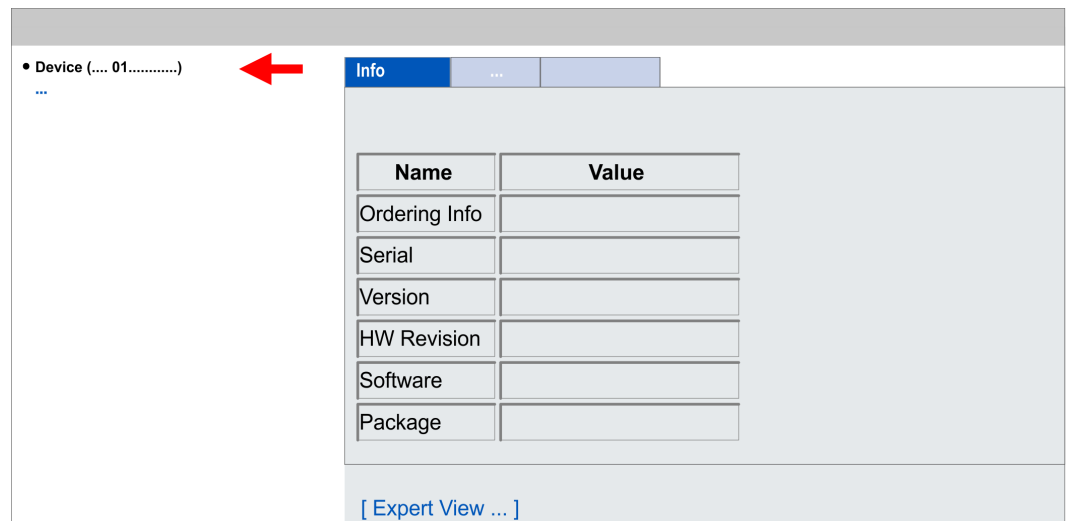 • Device (.... 01............)
...
Info ...
Name Value
Ordering Info
Serial
Version
HW Revision
Software
Package
[ Expert View ... ]